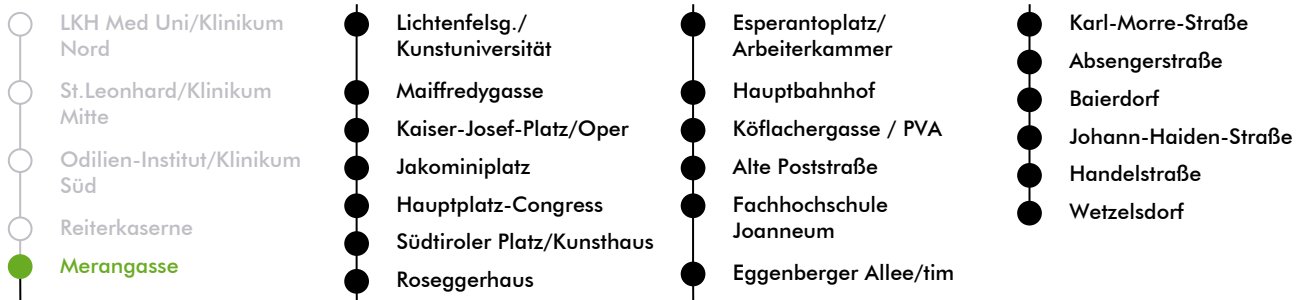 LKH Med Uni/Klinikum
Nord
St.Leonhard/Klinikum
Mitte
Odilien-Institut/Klinikum
Süd
Reiterkaserne
Merangasse
Lichtenfelsg./
Kunstuniversität
Maiffredygasse
Kaiser-Josef-Platz/Oper
Jakominiplatz
Hauptplatz-Congress
Südtiroler Platz/Kunsthaus
Roseggerhaus
Esperantoplatz/
Arbeiterkammer
Hauptbahnhof
Köflachergasse / PVA
Alte Poststraße
Fachhochschule
Joanneum
Eggenberger Allee/tim
Karl-Morre-Straße
Absengerstraße
Baierdorf
Johann-Haiden-Straße
Handelstraße
Wetzelsdorf